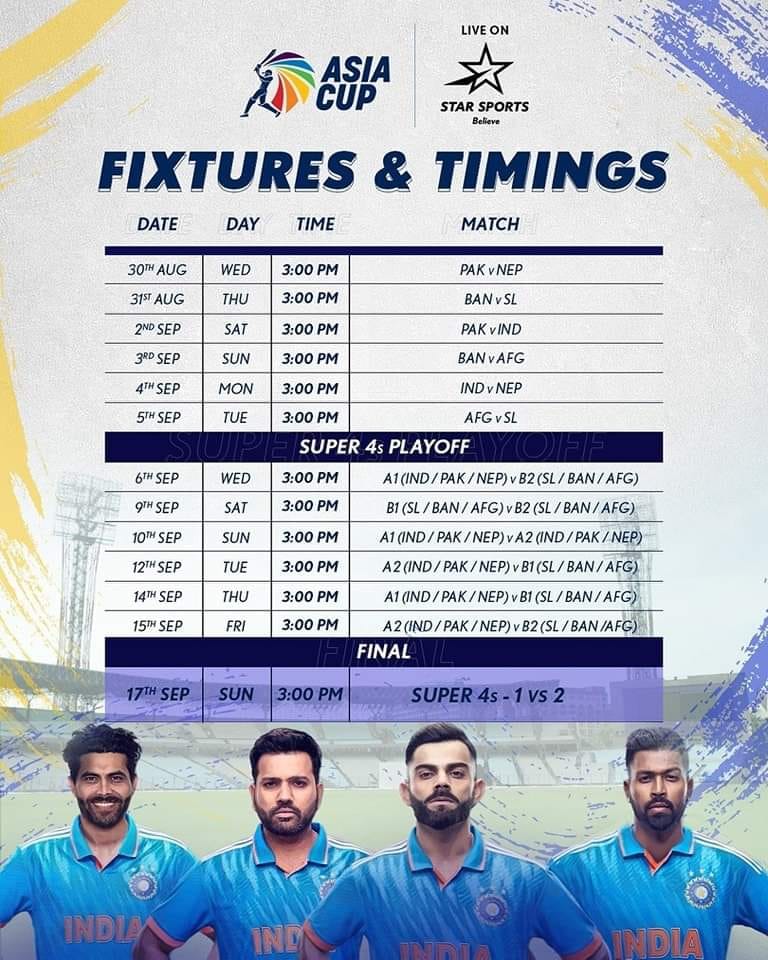 LIVE ON
ASIA
CUP
STAR SPORTS
Believe
FIXTURES & TIMINGS
DATE DAY TIME MATCH
30TH AUG WED 3:00 PM PAK v NEP
31ST AUG THU 3:00 PM BAN v SL
2ND SEP SAT 3:00 PM PAK v IND
3RD SEP SUN 3:00 PM BAN v AFG
4TH SEP MON 3:00 PM IND v NEP
5TH SEP TUE 3:00 PM AFG v SL
SUPER 4s PLAYOFF
6TH SEP WED 3:00 PM A1 (IND / PAK / NEP) v B2 (SL / BAN / AFG)
9TH SEP SAT 3:00 PM B1 (SL / BAN / AFG) v B2 (SL / BAN / AFG)
10TH SEP SUN 3:00 PM A1 (IND / PAK / NEP) v A2 (IND / PAK / NEP)
12TH SEP TUE 3:00 PM A2 (IND / PAK / NEP) v B1 (SL / BAN / AFG)
14TH SEP THU 3:00 PM A1 (IND / PAK / NEP) v B1 (SL / BAN / AFG)
15TH SEP FRI 3:00 PM A2 (IND / PAK / NEP) v B2 (SL / BAN /AFG)
FINAL
17TH SEP SUN 3:00 PM SUPER 4s - 1 VS 2
INDIA IND INDIA INDIA